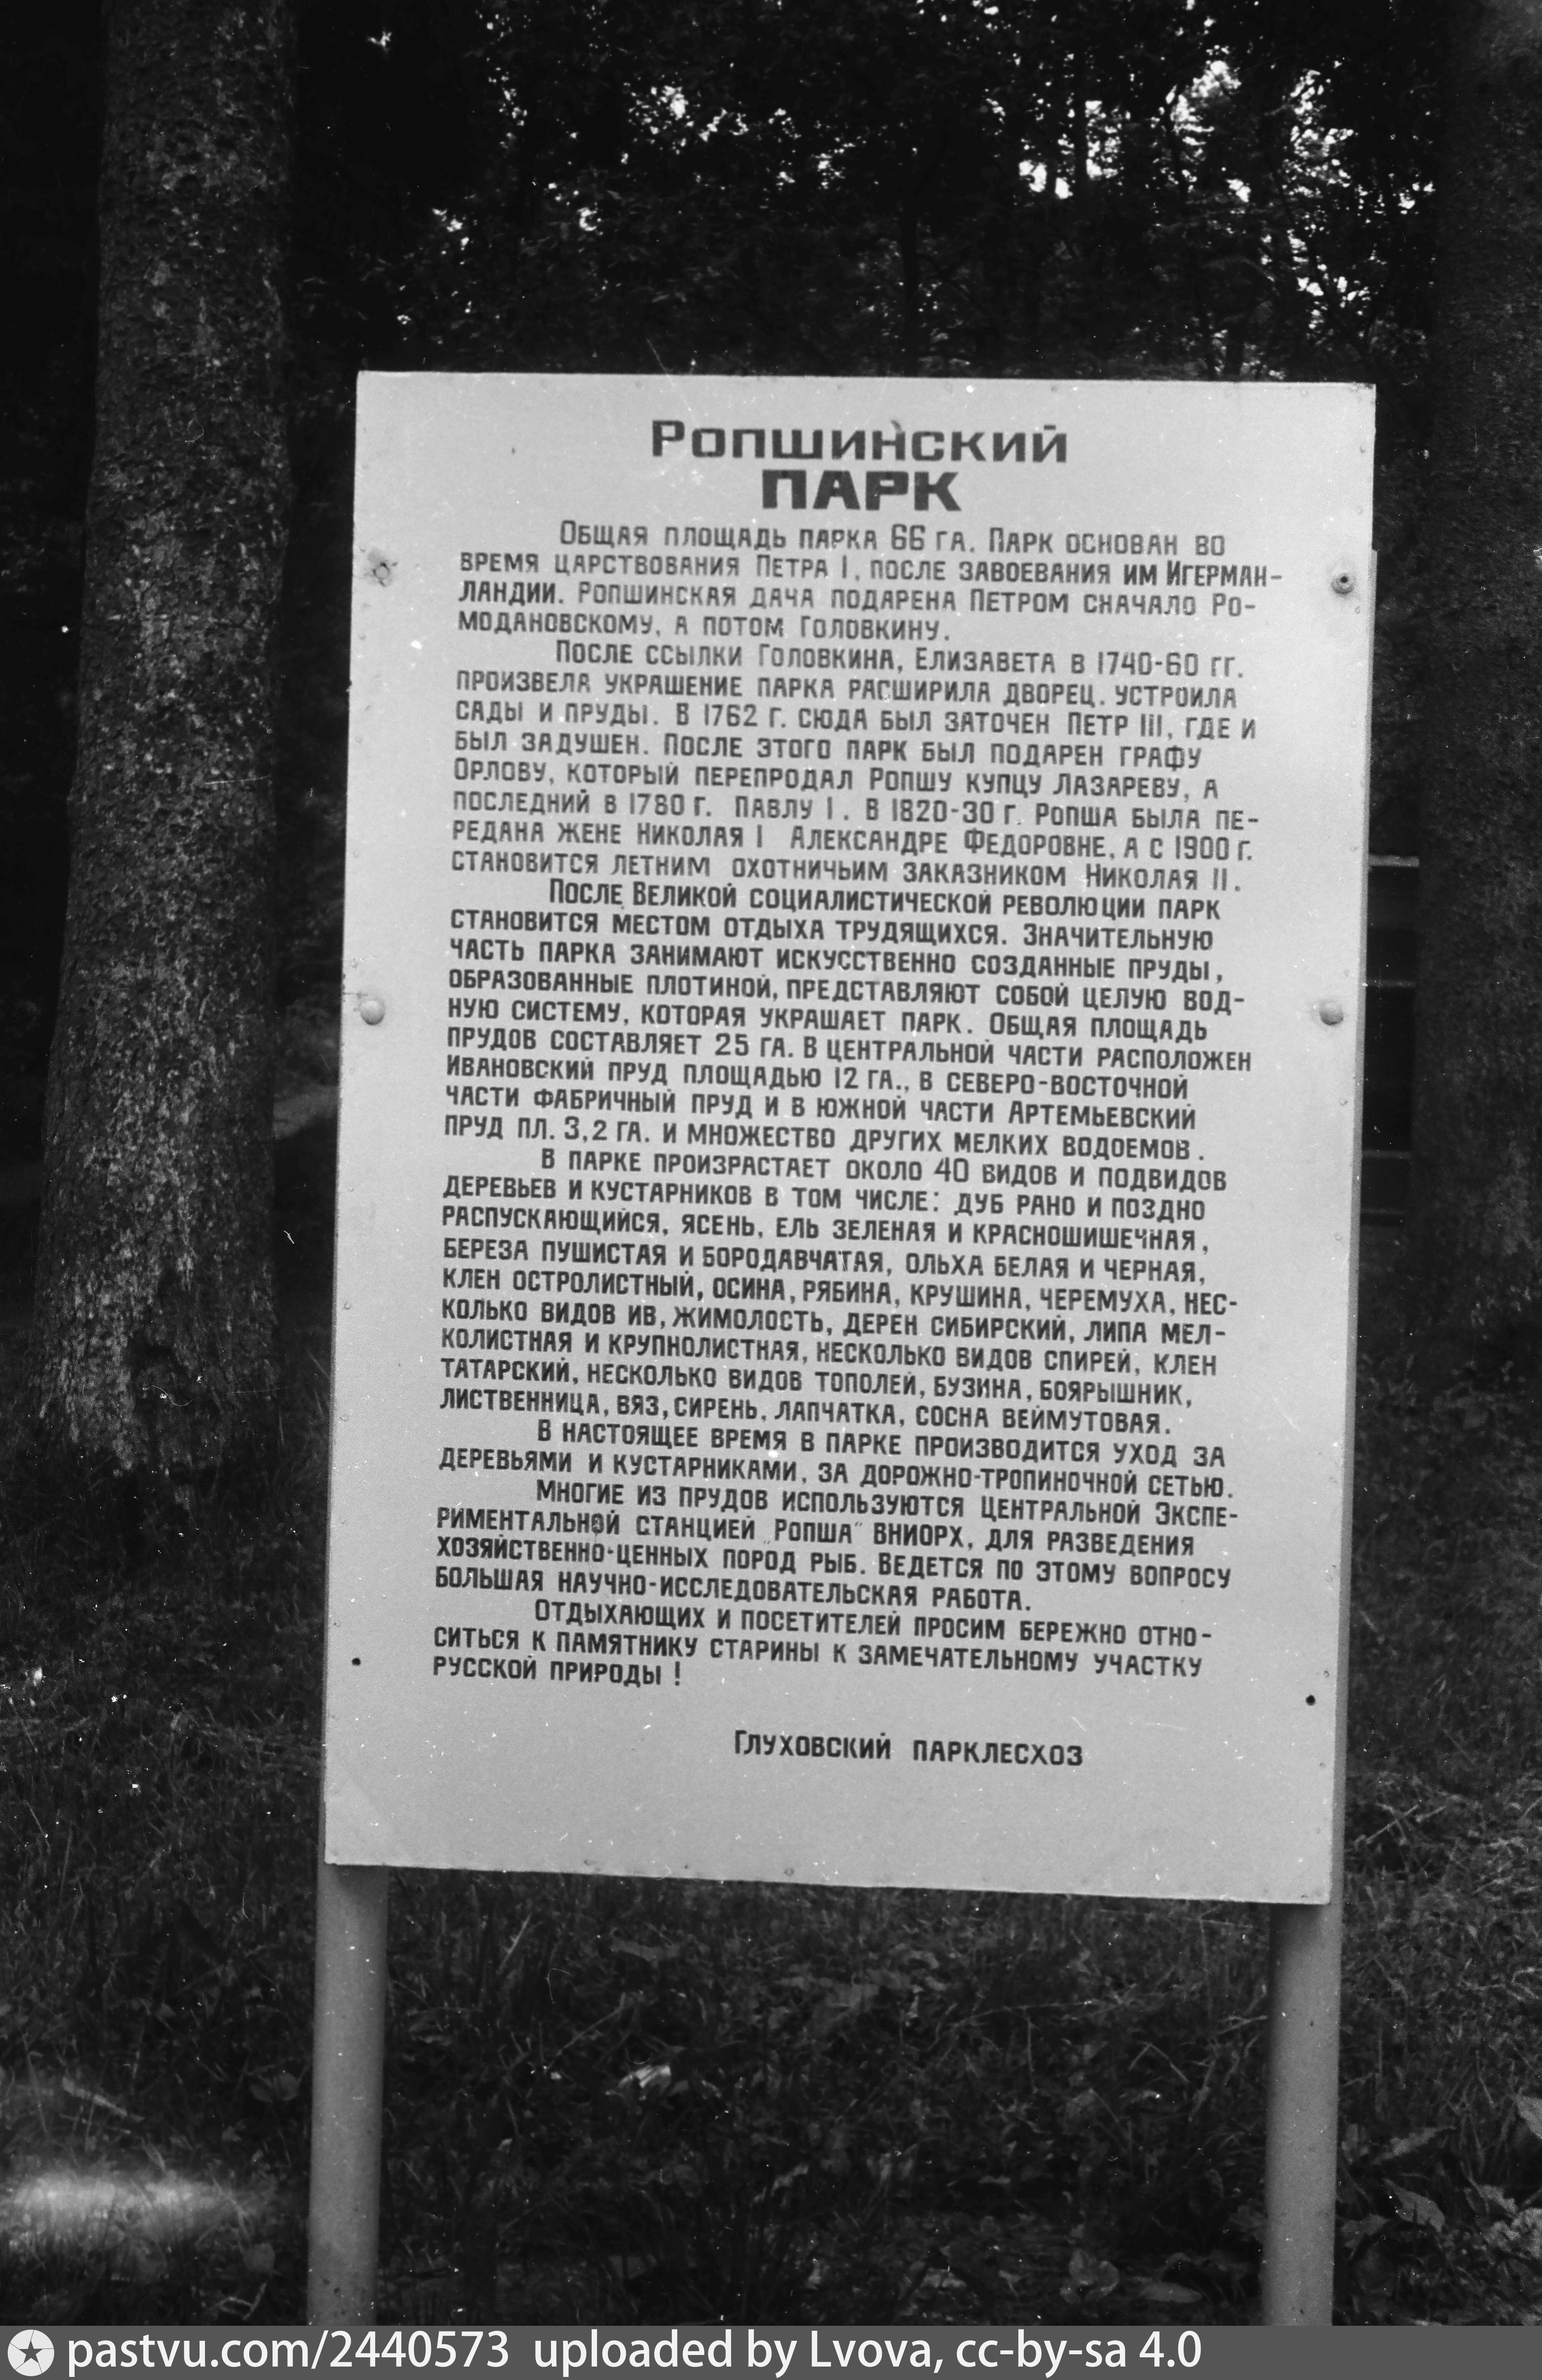 Ропшинский
ПАРК
Общая площадь парка 66 га. Парк основан во
время царствования Петра I, после завоевания им Игерман-
ландии. Ропшинская дача подарена Петром сначало Ро-
модановскому, а потом Головкину.
После ссылки Головкина, Елизавета в 1740-60 гг.
произвела украшение парка расширила дворец. устроила
сады и пруды. В 1762 г. сюда был заточен Петр III, где и
был задушен. После этого парк был подарен графу
Орлову, который перепродал Ропшу купцу Лазареву, а
последний в 1780 г. Павлу I. В 1820-30 г. Ропша была пе-
редана жене Николая I Александре Федоровне, а с 1900 г.
становится летним охотничьим заказником Николая II.
После Великой социалистической революции парк
становится местом отдыха трудящихся. Значительную
часть парка занимают искусственно созданные пруды,
образованные плотиной, представляют собой целую вод-
ную систему, которая украшает парк. Общая площадь
прудов составляет 25 га. В центральной части расположен
Ивановский пруд площадью 12 га., в северо-восточной
части Фабричный пруд и в южной части Артемьевский
пруд пл. 3,2 га. и множество других мелких водоемов.
В парке произрастает около 40 видов и подвидов
деревьев и кустарников в том числе: дуб рано и поздно
распускающийся, ясень, ель зеленая и красношишечная,
береза пушистая и бородавчатая, ольха белая и черная,
клен остролистный, осина, рябина, крушина, черемуха, нес-
колько видов ив, жимолость, дерен сибирский, липа мел-
колистная и крупнолистная, несколько видов спирей, клен
татарский, несколько видов тополей, бузина, боярышник,
лиственница, вяз, сирень, лапчатка, сосна веймутовая.
В настоящее время в парке производится уход за
деревьями и кустарниками, за дорожно-тропиночной сетью.
Многие из прудов используются центральной экспе-
риментальной станцией „Ропша" ВНИОРХ, для разведения
хозяйственно-ценных пород рыб. Ведется по этому вопросу
большая научно-исследовательская работа.
Отдыхающих и посетителей просим бережно отно-
ситься к памятнику старины к замечательному участку
русской природы!
Глуховский парклесхоз
pastvu.com/2440573 uploaded by Lvova, cc-by-sa 4.0